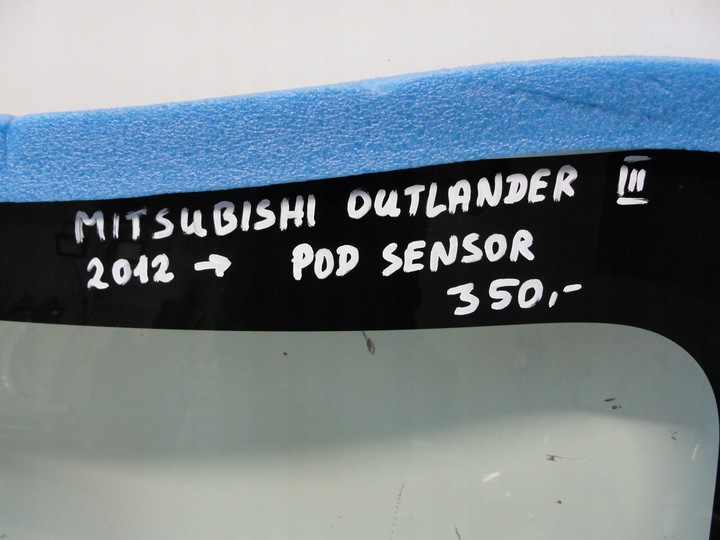 MITSUBISHI OUTLANDER III
2012 → POD SENSOR
350,-